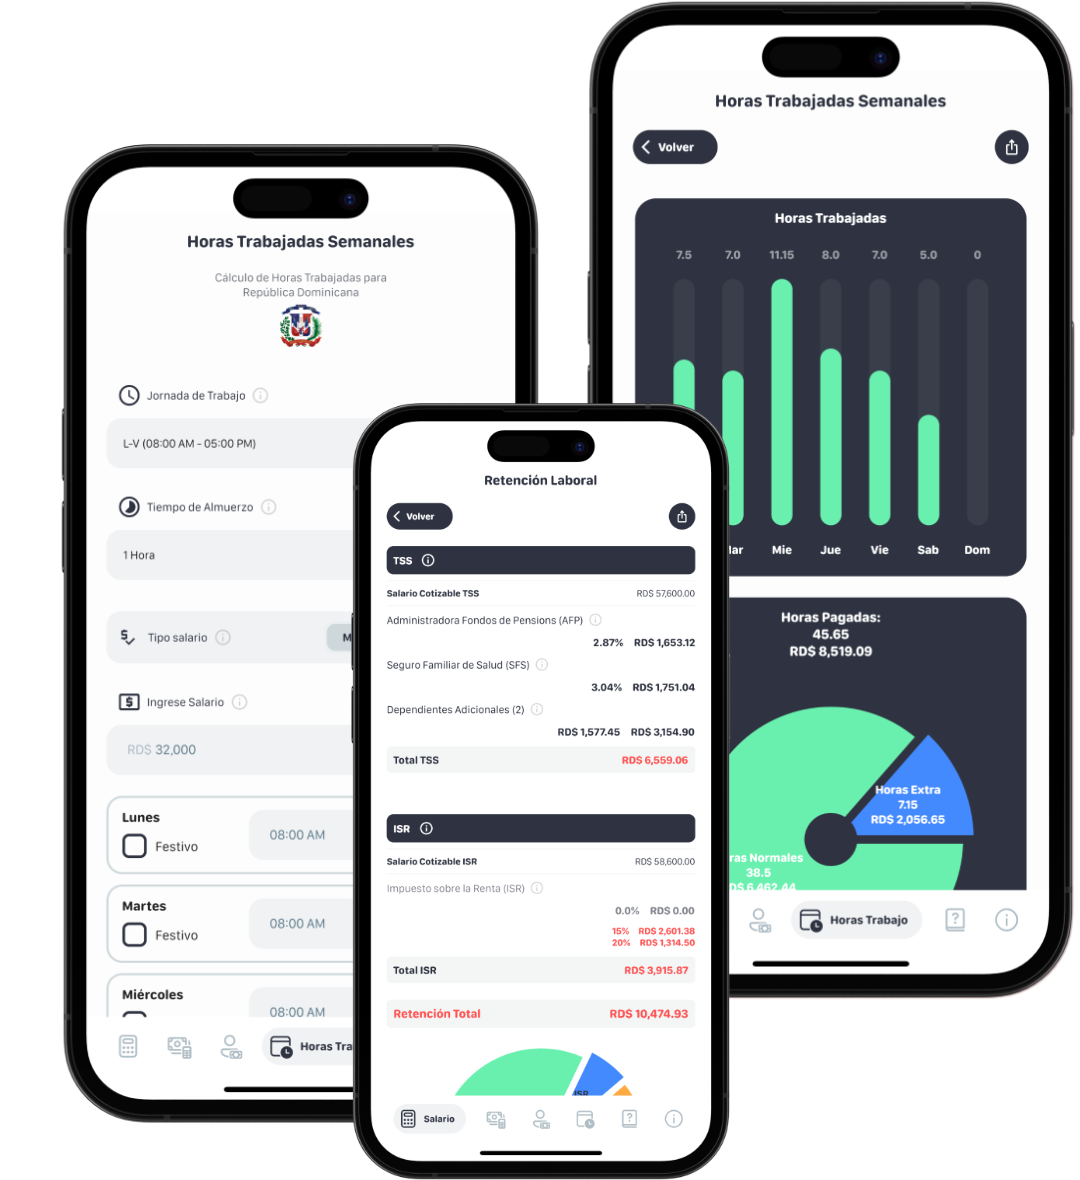 Horas Trabajadas Semanales
Cálculo de Horas Trabajadas para
República Dominicana
Jornada de Trabajo
L-V (08:00 AM - 05:00 PM)
Tiempo de Almuerzo
1 Hora
Tipo salario
M
Ingrese Salario
RD$ 32,000
Lunes
Festivo
08:00 AM
Martes
Festivo
08:00 AM
Miércoles
08:00 AM
Horas Tra
Retención Laboral
Volver
TSS
Salario Cotizable TSS RD$ 57,600.00
Administradora Fondos de Pensions (AFP)
2.87% RD$ 1,653.12
Seguro Familiar de Salud (SFS)
3.04% RD$ 1,751.04
Dependientes Adicionales (2)
RD$ 1,577.45 RD$ 3,154.90
Total TSS RD$ 6,559.06
ISR
Salario Cotizable ISR RD$ 58,600.00
Impuesto sobre la Renta (ISR)
0.0% RD$ 0.00
15% RD$ 2,601.38
20% RD$ 1,314.50
Total ISR RD$ 3,915.87
Retención Total RD$ 10,474.93
ISR
Salario
Horas Trabajadas Semanales
Volver
Horas Trabajadas
7.5 7.0 11.15 8.0 7.0 5.0 0
ar Mie Jue Vie Sab Dom
Horas Pagadas:
45.65
RD$ 8,519.09
Horas Extra
7.15
RD$ 2,056.65
ras Normales
38.5
D$ 6,462.44
Horas Trabajo